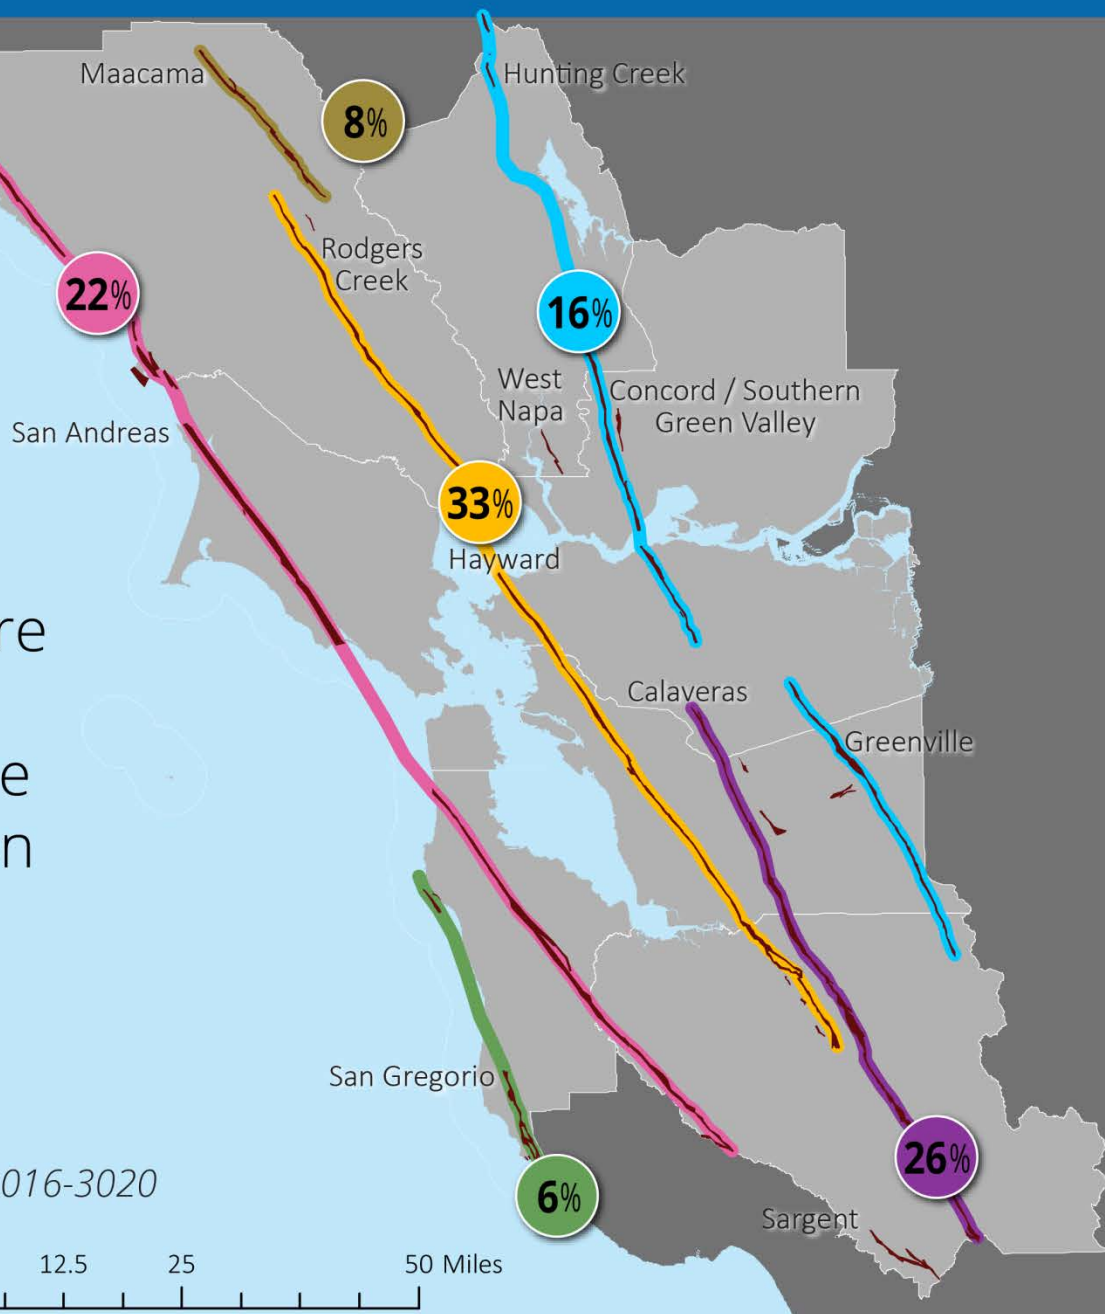 Maacama
Hunting Creek
8%
Rodgers
Creek
22%
16%
West
Napa
Concord / Southern
Green Valley
San Andreas
33%
Hayward
re
Calaveras
Greenville
e
n
San Gregorio
26%
016-3020
6%
Sargent
12.5
25
50 Miles